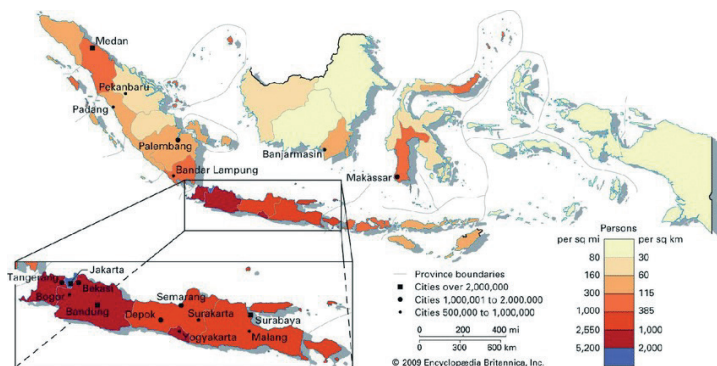 Medan
Pekanbaru
Padang
Palembang
Bandar Lampung
Banjarmasin
Makassar
Tangerang
Jakarta
Bekasi
Bogor
Bandung
Semarang
Depok
Surakarta
Yogyakarta
Surabaya
Malang
Province boundaries
Cities over 2,000,000
Cities 1,000,001 to 2.000.000
Cities 500,000 to 1,000,000
0 200 400 mi
0 300 600 km
© 2009 Encyclopædia Britannica, Inc.
Persons
per sq mi per sq km
80 30
160 60
300 115
1,000 385
2,550 1,000
5,200 2,000